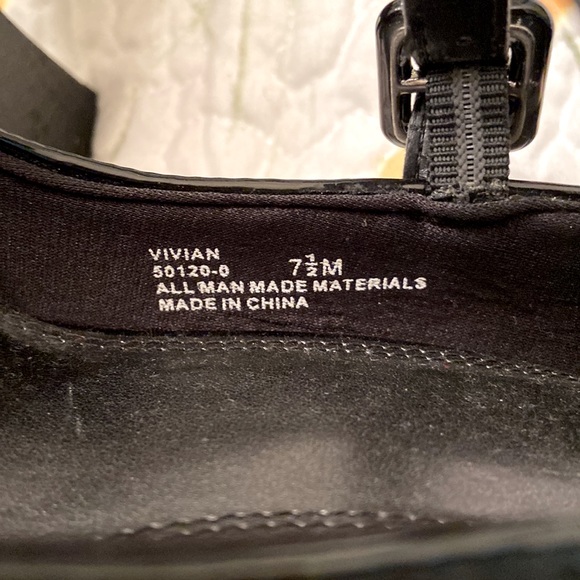 VIVIAN
50120-0 7½M
ALL MAN MADE MATERIALS
MADE IN CHINA